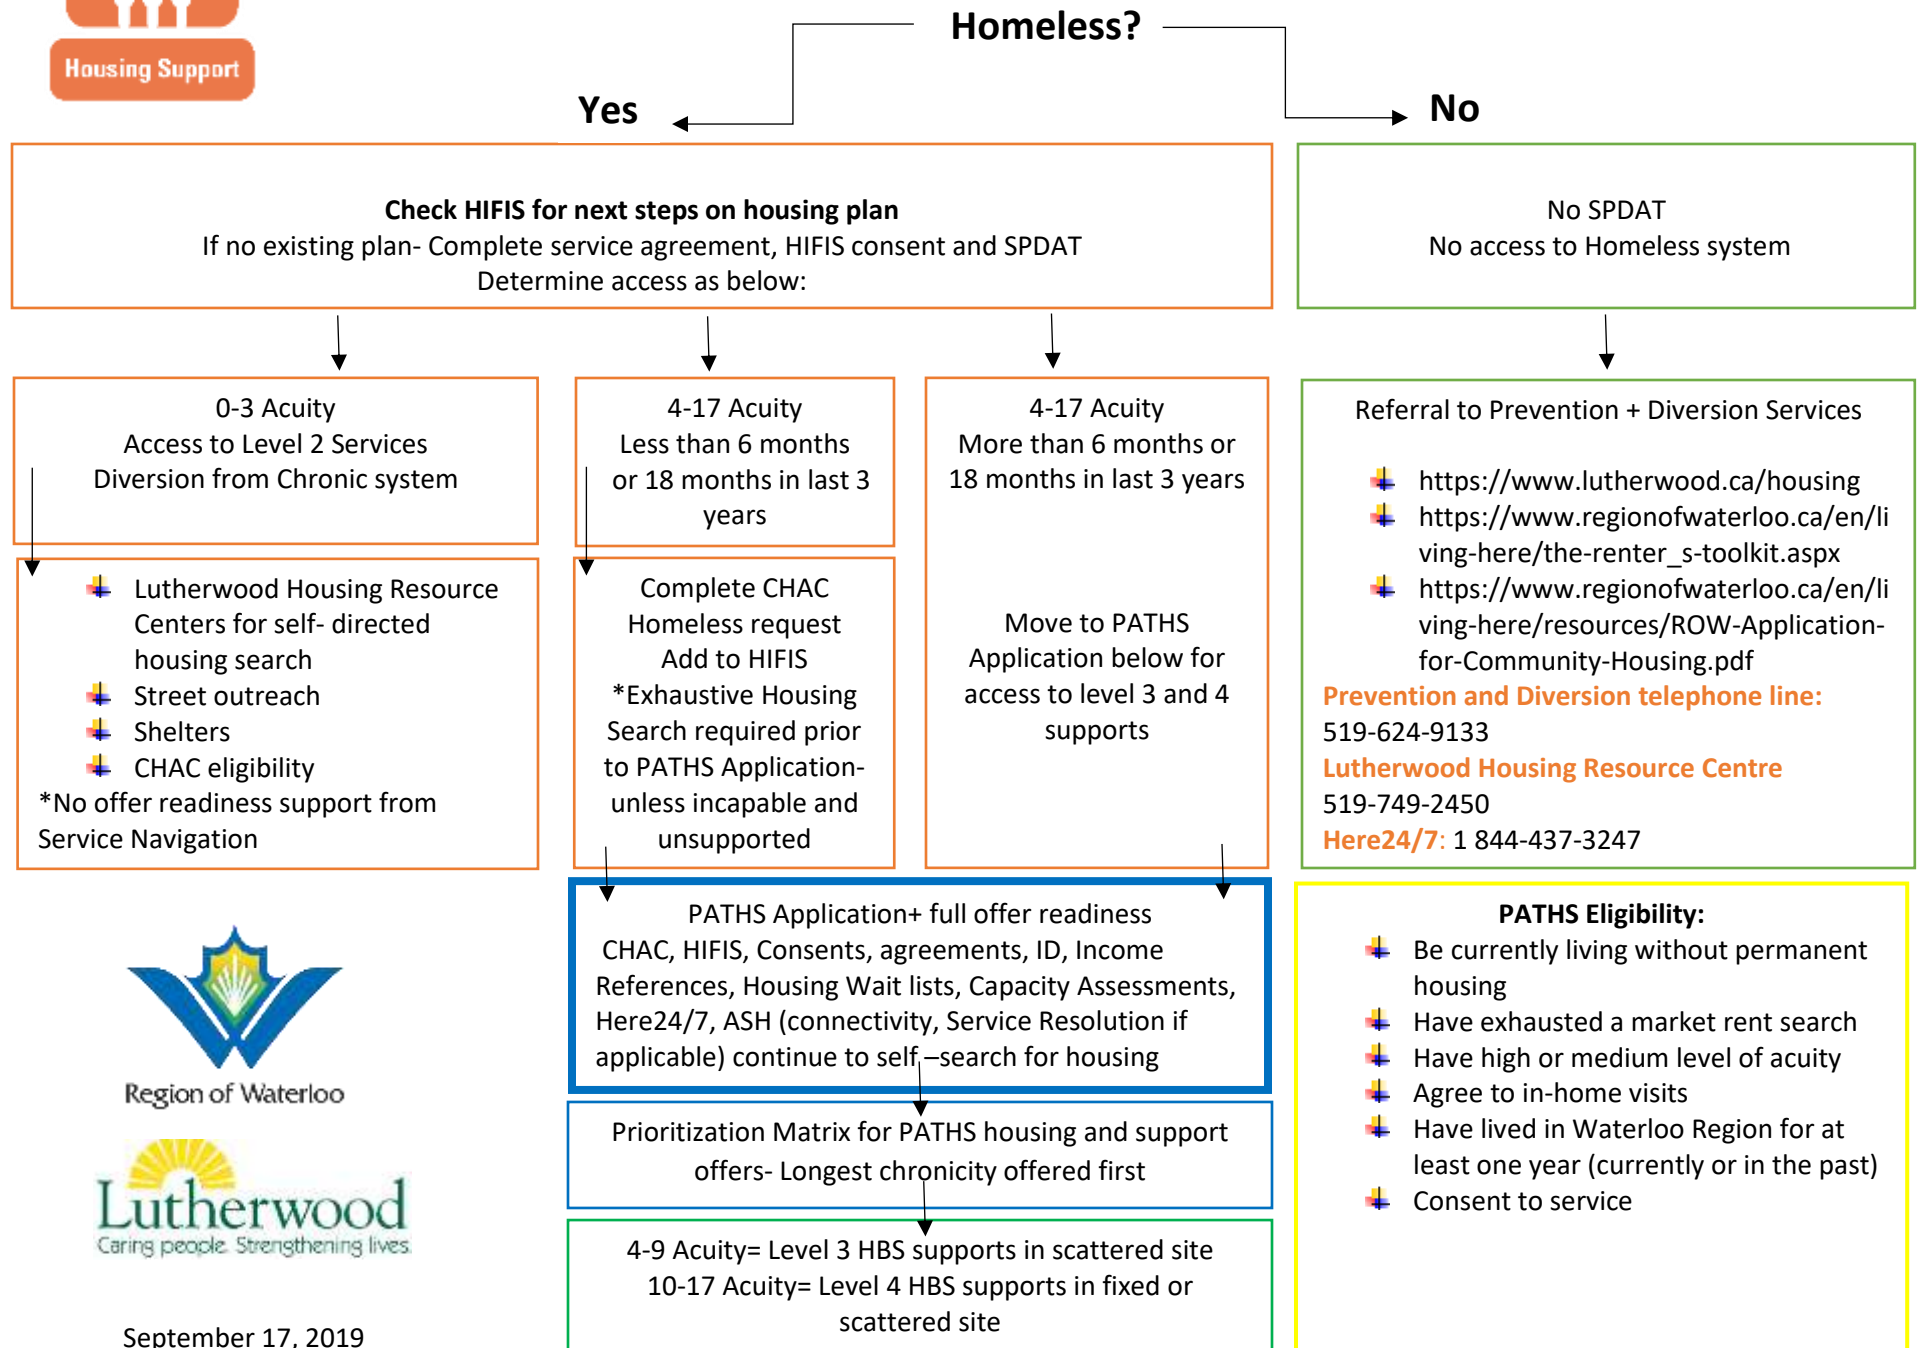 Housing Support
Homeless?
Yes
No
Check HIFIS for next steps on housing plan
If no existing plan- Complete service agreement, HIFIS consent and SPDAT
Determine access as below:
No SPDAT
No access to Homeless system
0-3 Acuity
Access to Level 2 Services
Diversion from Chronic system
4-17 Acuity
Less than 6 months
or 18 months in last 3
years
4-17 Acuity
More than 6 months or
18 months in last 3 years
Move to PATHS
Application below for
access to level 3 and 4
supports
Referral to Prevention + Diversion Services
https://www.lutherwood.ca/housing
https://www.regionofwaterloo.ca/en/li
ving-here/the-renter_s-toolkit.aspx
https://www.regionofwaterloo.ca/en/li
ving-here/resources/ROW-Application-
for-Community-Housing.pdf
Prevention and Diversion telephone line:
519-624-9133
Lutherwood Housing Resource Centre
519-749-2450
Here24/7: 1 844-437-3247
Lutherwood Housing Resource
Centers for self- directed
housing search
Street outreach
Shelters
CHAC eligibility
*No offer readiness support from
Service Navigation
Complete CHAC
Homeless request
Add to HIFIS
*Exhaustive Housing
Search required prior
to PATHS Application-
unless incapable and
unsupported
PATHS Application+ full offer readiness
CHAC, HIFIS, Consents, agreements, ID, Income
References, Housing Wait lists, Capacity Assessments,
Here24/7, ASH (connectivity, Service Resolution if
applicable) continue to self –search for housing
Prioritization Matrix for PATHS housing and support
offers- Longest chronicity offered first
4-9 Acuity= Level 3 HBS supports in scattered site
10-17 Acuity= Level 4 HBS supports in fixed or
scattered site
PATHS Eligibility:
Be currently living without permanent
housing
Have exhausted a market rent search
Have high or medium level of acuity
Agree to in-home visits
Have lived in Waterloo Region for at
least one year (currently or in the past)
Consent to service
Region of Waterloo
Lutherwood
Caring people. Strengthening lives.
September 17, 2019